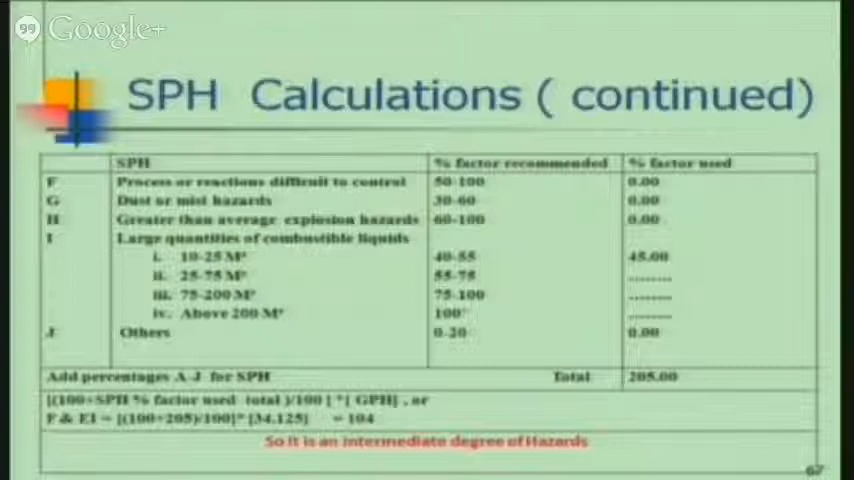 Google+
SPH Calculations ( continued)
SPH % factor recommended % factor used
F Process or reactions difficult to control 50-100 0.00
G Dust or mist hazards 30-60 0.00
H Greater than average explosion hazards 60-100 0.00
I Large quantities of combustible liquids
i. 10-25 M³ 40-55 45.00
ii. 25-75 M³ 55-75 ........
iii. 75-200 M³ 75-100 ........
iv. Above 200 M³ 100+ ........
J Others 0-20 0.00
Add percentages A-J for SPH Total 205.00
[(100+SPH % factor used total )/100 ] *[ GPH] , or
F & EI = [(100+205)/100]* [34.125] = 104
So it is an intermediate degree of Hazards
67